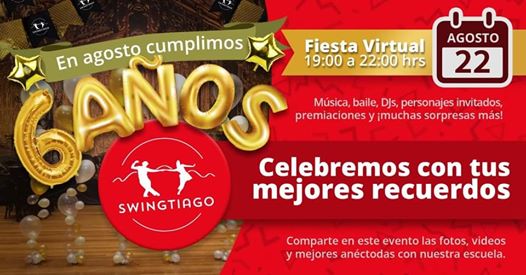 En agosto cumplimos
6 AÑOS
SWINGTIAGO
Fiesta Virtual
19:00 a 22:00 hrs
AGOSTO
22
Música, baile, DJs, personajes invitados,
premiaciones y ¡muchas sorpresas más!
Celebremos con tus
mejores recuerdos
Comparte en este evento las fotos, videos
y mejores anécdotas con nuestra escuela.